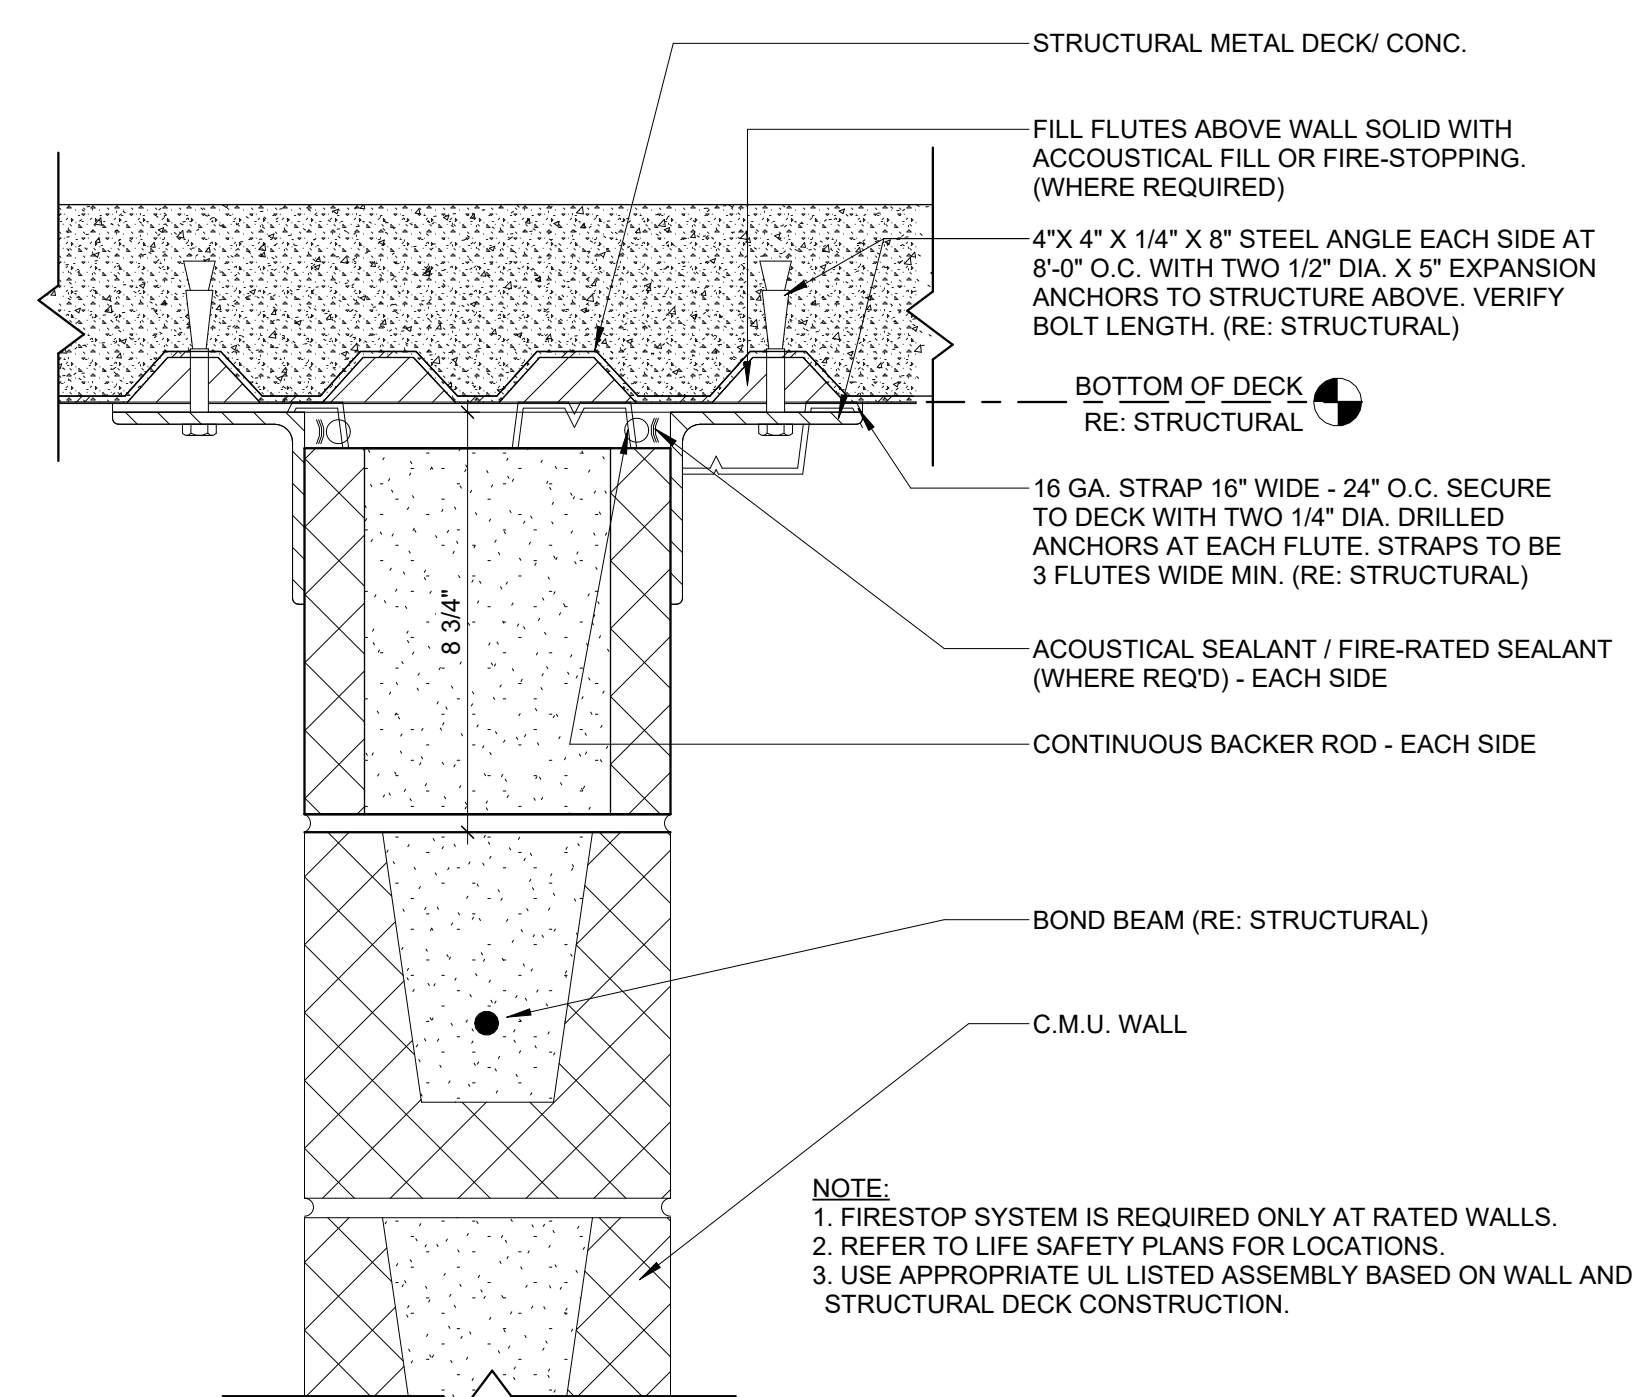 STRUCTURAL METAL DECK/ CONC.
FILL FLUTES ABOVE WALL SOLID WITH
ACCOUSTICAL FILL OR FIRE-STOPPING.
(WHERE REQUIRED)
4"X 4" X 1/4" X 8" STEEL ANGLE EACH SIDE AT
8'-0" O.C. WITH TWO 1/2" DIA. X 5" EXPANSION
ANCHORS TO STRUCTURE ABOVE. VERIFY
BOLT LENGTH. (RE: STRUCTURAL)
BOTTOM OF DECK
RE: STRUCTURAL
16 GA. STRAP 16" WIDE - 24" O.C. SECURE
TO DECK WITH TWO 1/4" DIA. DRILLED
ANCHORS AT EACH FLUTE. STRAPS TO BE
3 FLUTES WIDE MIN. (RE: STRUCTURAL)
8 3/4"
ACOUSTICAL SEALANT / FIRE-RATED SEALANT
(WHERE REQ'D) - EACH SIDE
CONTINUOUS BACKER ROD - EACH SIDE
BOND BEAM (RE: STRUCTURAL)
C.M.U. WALL
NOTE:
1. FIRESTOP SYSTEM IS REQUIRED ONLY AT RATED WALLS.
2. REFER TO LIFE SAFETY PLANS FOR LOCATIONS.
3. USE APPROPRIATE UL LISTED ASSEMBLY BASED ON WALL AND
STRUCTURAL DECK CONSTRUCTION.